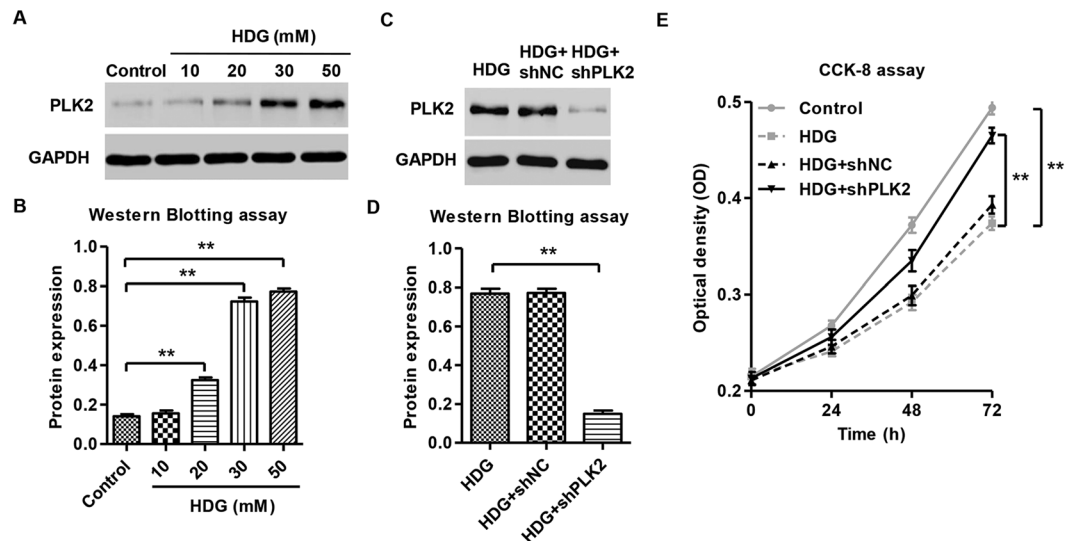 A
HDG (mM)
Control 10 20 30 50
PLK2
GAPDH
B
Western Blotting assay
Protein expression
1.0
0.8
0.6
0.4
0.2
0.0
**
**
**
Control
10
20
30
50
HDG (mM)
C
HDG
HDG+
shNC
HDG+
shPLK2
PLK2
GAPDH
D
Western Blotting assay
Protein expression
1.0
0.8
0.6
0.4
0.2
0.0
**
HDG
HDG+shNC
HDG+shPLK2
E
CCK-8 assay
Optical density (OD)
0.5
0.4
0.3
0.2
Control
HDG
HDG+shNC
HDG+shPLK2
**
**
0 24 48 72
Time (h)